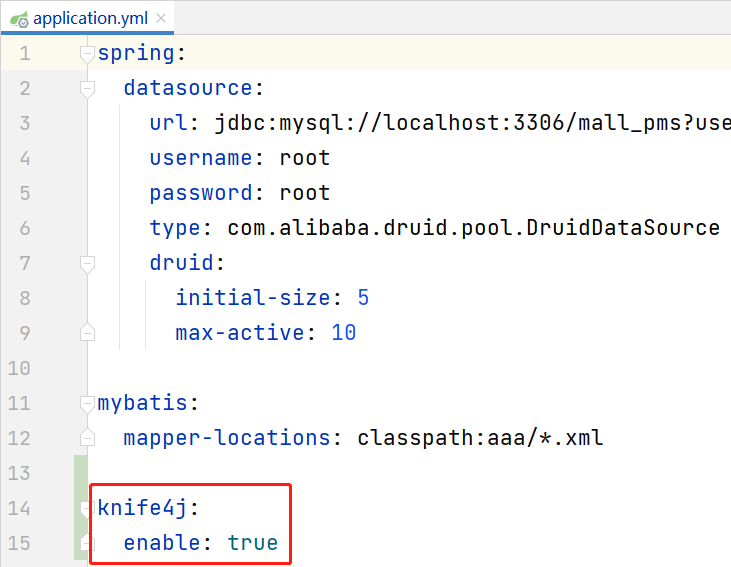 application.yml
1 spring:
2 datasource:
3 url: jdbc:mysql://localhost:3306/mall_pms?use
4 username: root
5 password: root
6 type: com.alibaba.druid.pool.DruidDataSource
7 druid:
8 initial-size: 5
9 max-active: 10
10
11 mybatis:
12 mapper-locations: classpath:aaa/*.xml
13
14 knife4j:
15 enable: true